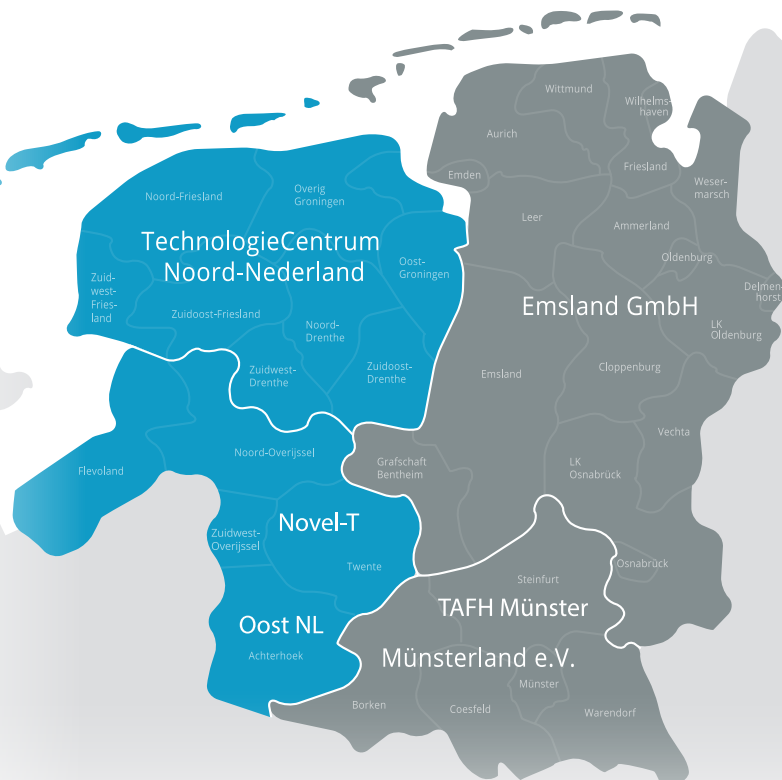 Wittmund
Wilhelms-
haven
Aurich
Emden
Friesland
Weser-
marsch
Noord-Friesland
Overig
Groningen
Leer
Ammerland
TechnologieCentrum
Noord-Nederland
Oost-
Groningen
Oldenburg
Zuid-
west-
Fries-
land
Delmen-
horst
Emsland GmbH
Zuidoost-Friesland
Noord-
Drenthe
LK
Oldenburg
Zuidwest-
Drenthe
Zuidoost-
Drenthe
Emsland
Cloppenburg
Vechta
Noord-Overijssel
Flevoland
Grafschaft
Bentheim
LK
Osnabrück
Novel-T
Zuidwest-
Overijssel
Twente
Osnabrück
Steinfurt
TAFH Münster
Oost NL
Achterhoek
Münsterland e.V.
Münster
Borken
Coesfeld
Warendorf